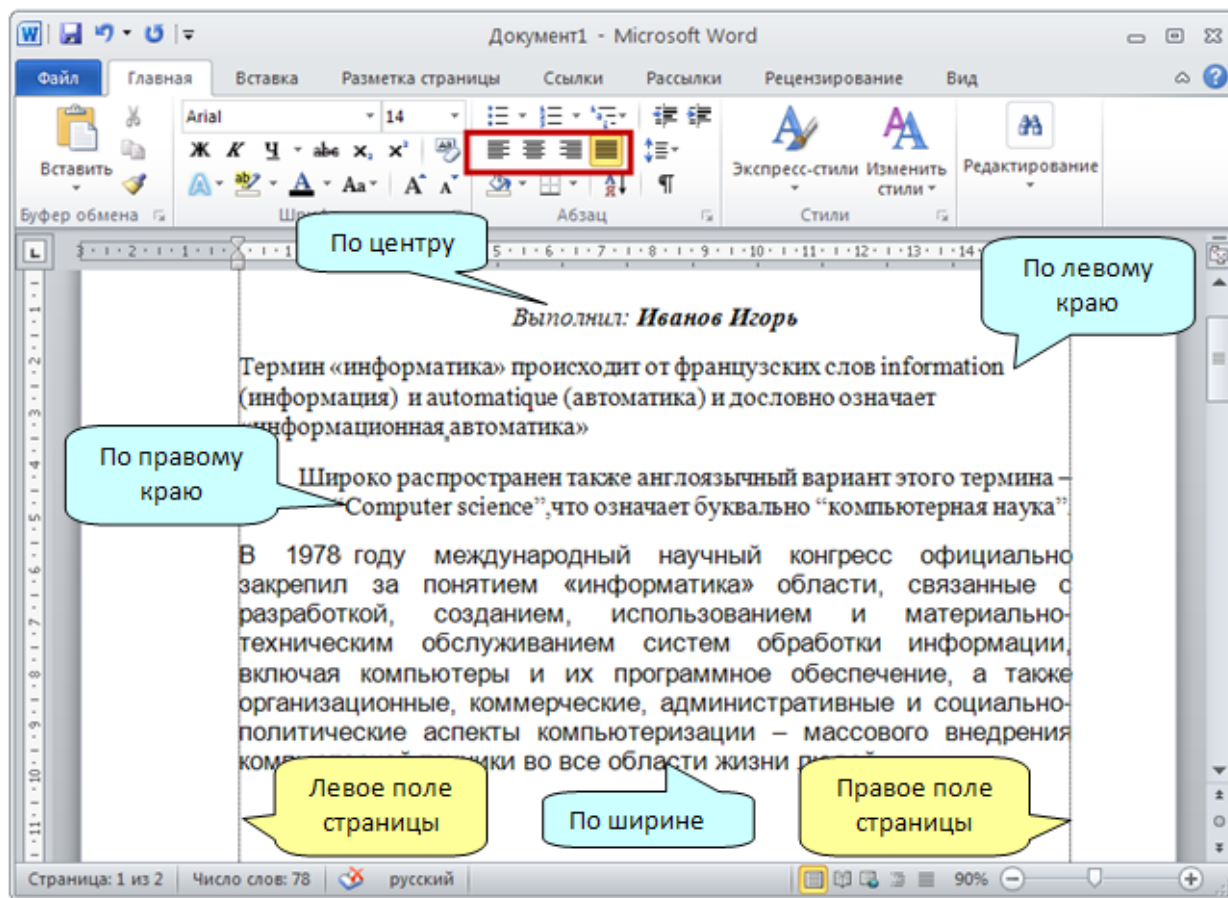 Документ1 - Microsoft Word
Файл Главная Вставка Разметка страницы Ссылки Рассылки Рецензирование Вид
Arial 14
Ж К Ч abc x₂ x² Aa
Вставить Экспресс-стили Изменить стили Редактирование
Буфер обмена Абзац Стили
По центру
По левому
краю
Выполнил: Иванов Игорь
Термин «информатика» происходит от французских слов information
(информация) и automatique (автоматика) и дословно означает
«информационная автоматика»
По правому
краю
Широко распространен также англоязычный вариант этого термина –
“Computer science”,что означает буквально “компьютерная наука”.
В 1978 году международный научный конгресс официально
закрепил за понятием «информатика» области, связанные с
разработкой, созданием, использованием и материально-
техническим обслуживанием систем обработки информации,
включая компьютеры и их программное обеспечение, а также
организационные, коммерческие, административные и социально-
политические аспекты компьютеризации – массового внедрения
во все области жизни
Левое поле
страницы
По ширине
Правое поле
страницы
Страница: 1 из 2 Число слов: 78 русский 90%